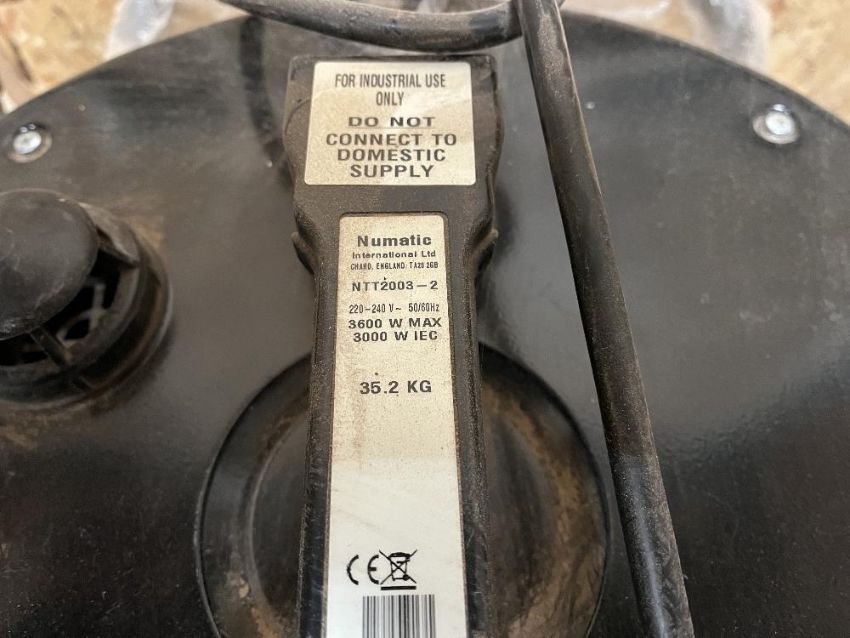 FOR INDUSTRIAL USE
ONLY
DO NOT
CONNECT TO
DOMESTIC
SUPPLY
Numatic
International Ltd
CHARD, ENGLAND, TA20 2GB
NTT2003-2
220-240 V~ 50/60Hz
3600 W MAX
3000 W IEC
35.2 KG
CE